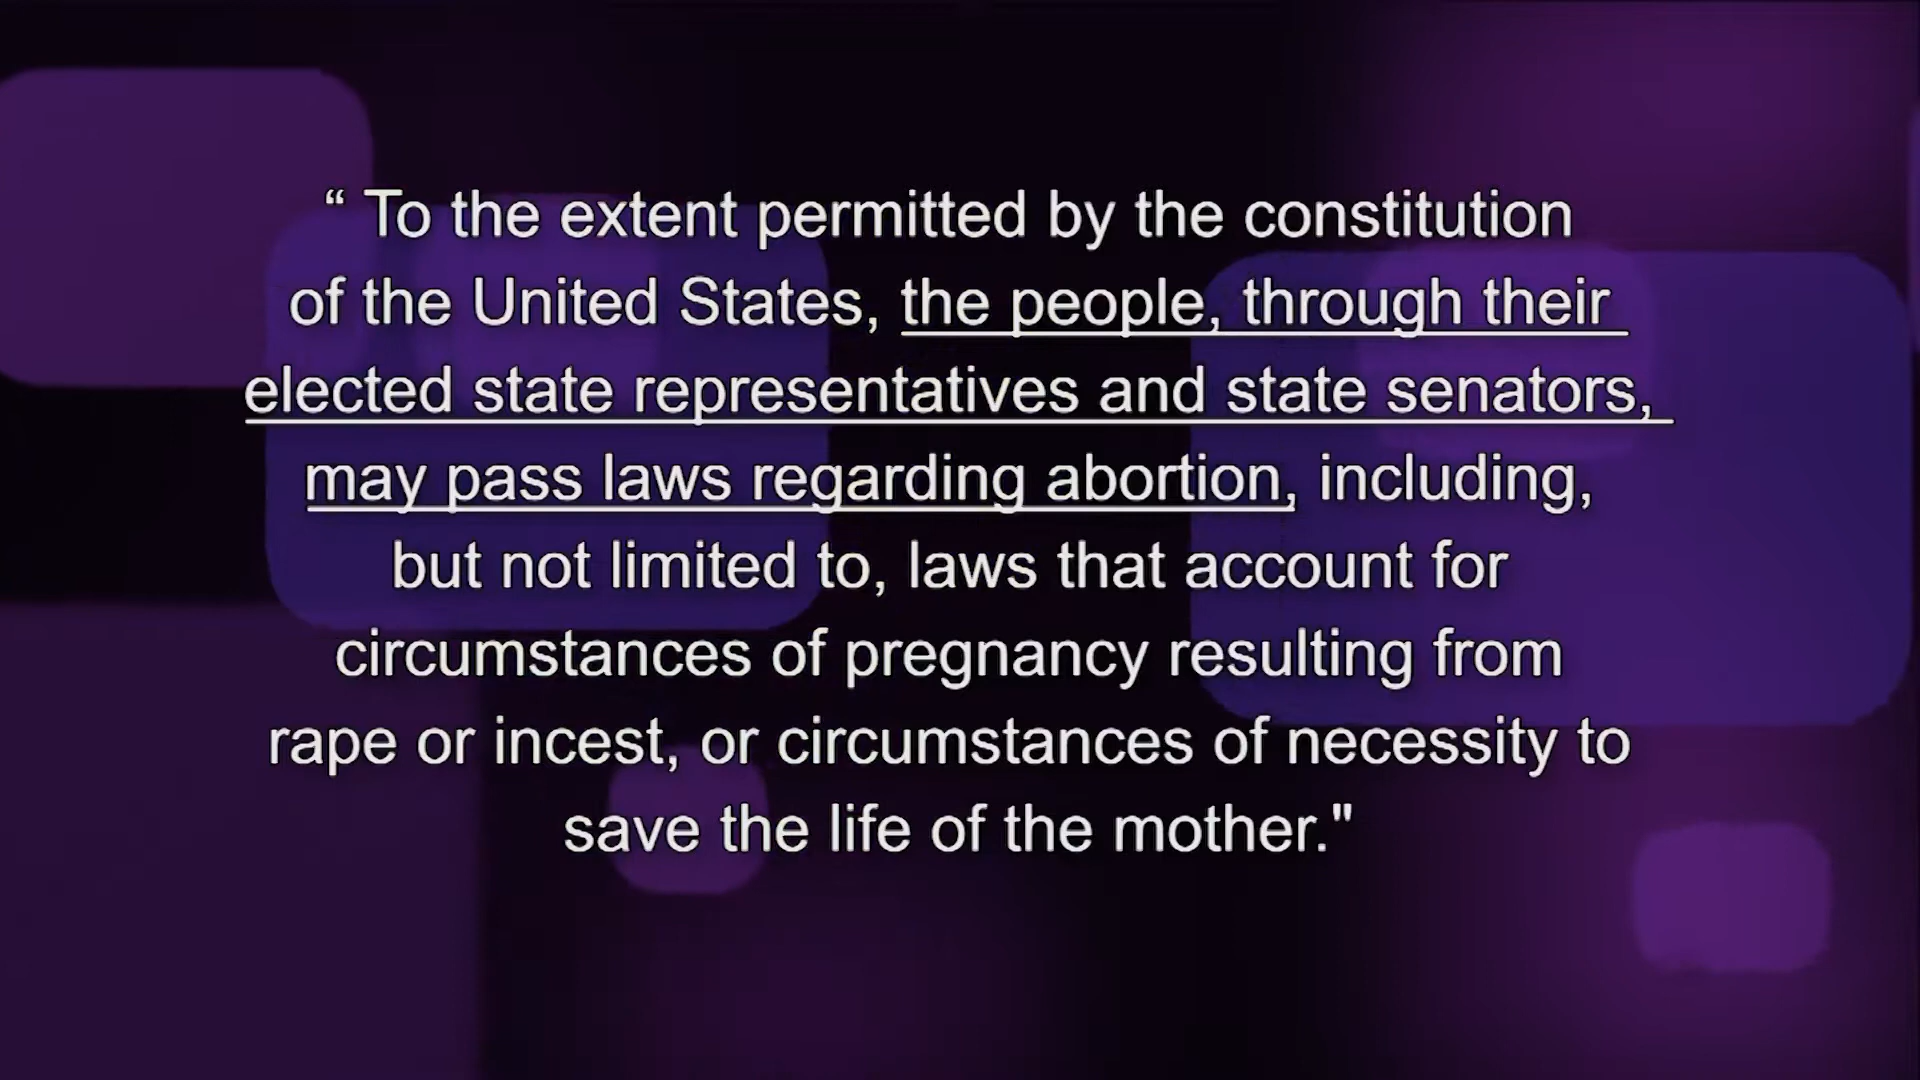 “ To the extent permitted by the constitution
of the United States, the people, through their
elected state representatives and state senators,
may pass laws regarding abortion, including,
but not limited to, laws that account for
circumstances of pregnancy resulting from
rape or incest, or circumstances of necessity to
save the life of the mother."